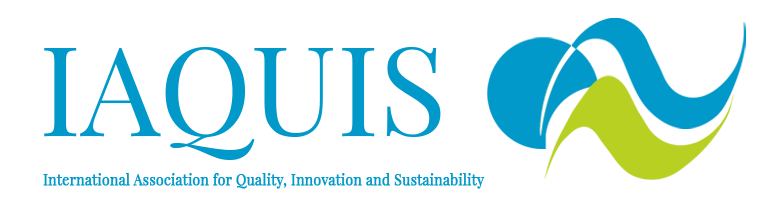 IAQUIS
International Association for Quality, Innovation and Sustainability